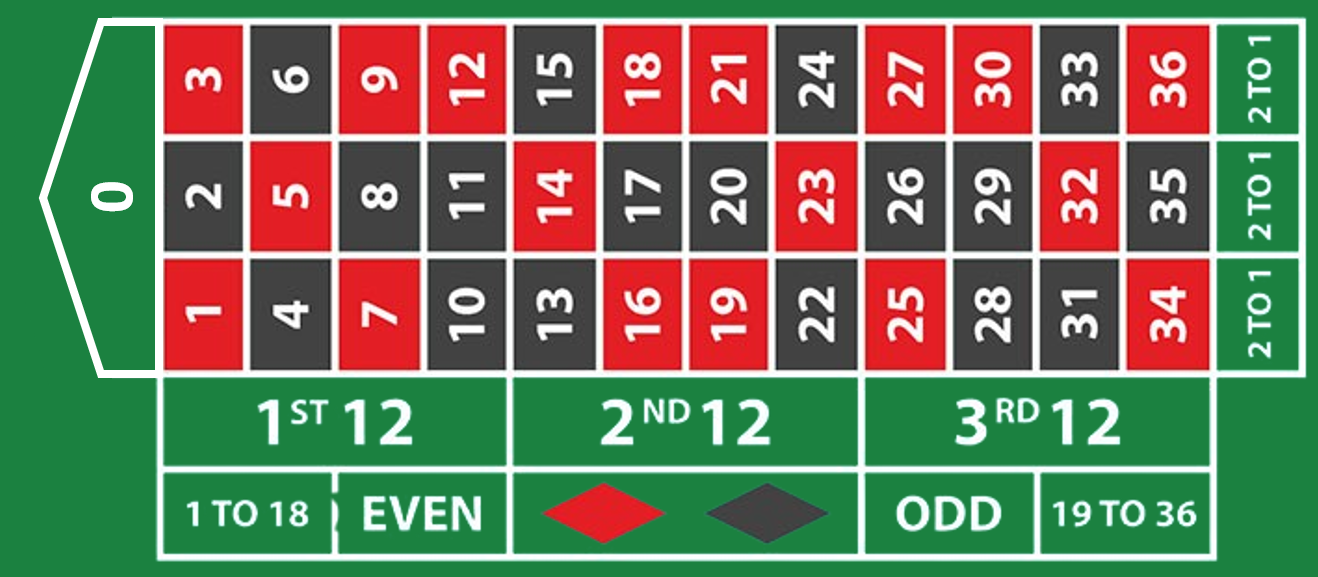 3 6 9 12 15 18 21 24 27 30 33 36 2 TO 1
0 2 5 8 11 14 17 20 23 26 29 32 35 2 TO 1
1 4 7 10 13 16 19 22 25 28 31 34 2 TO 1
1ST 12 2ND 12 3RD 12
1 TO 18 EVEN ODD 19 TO 36